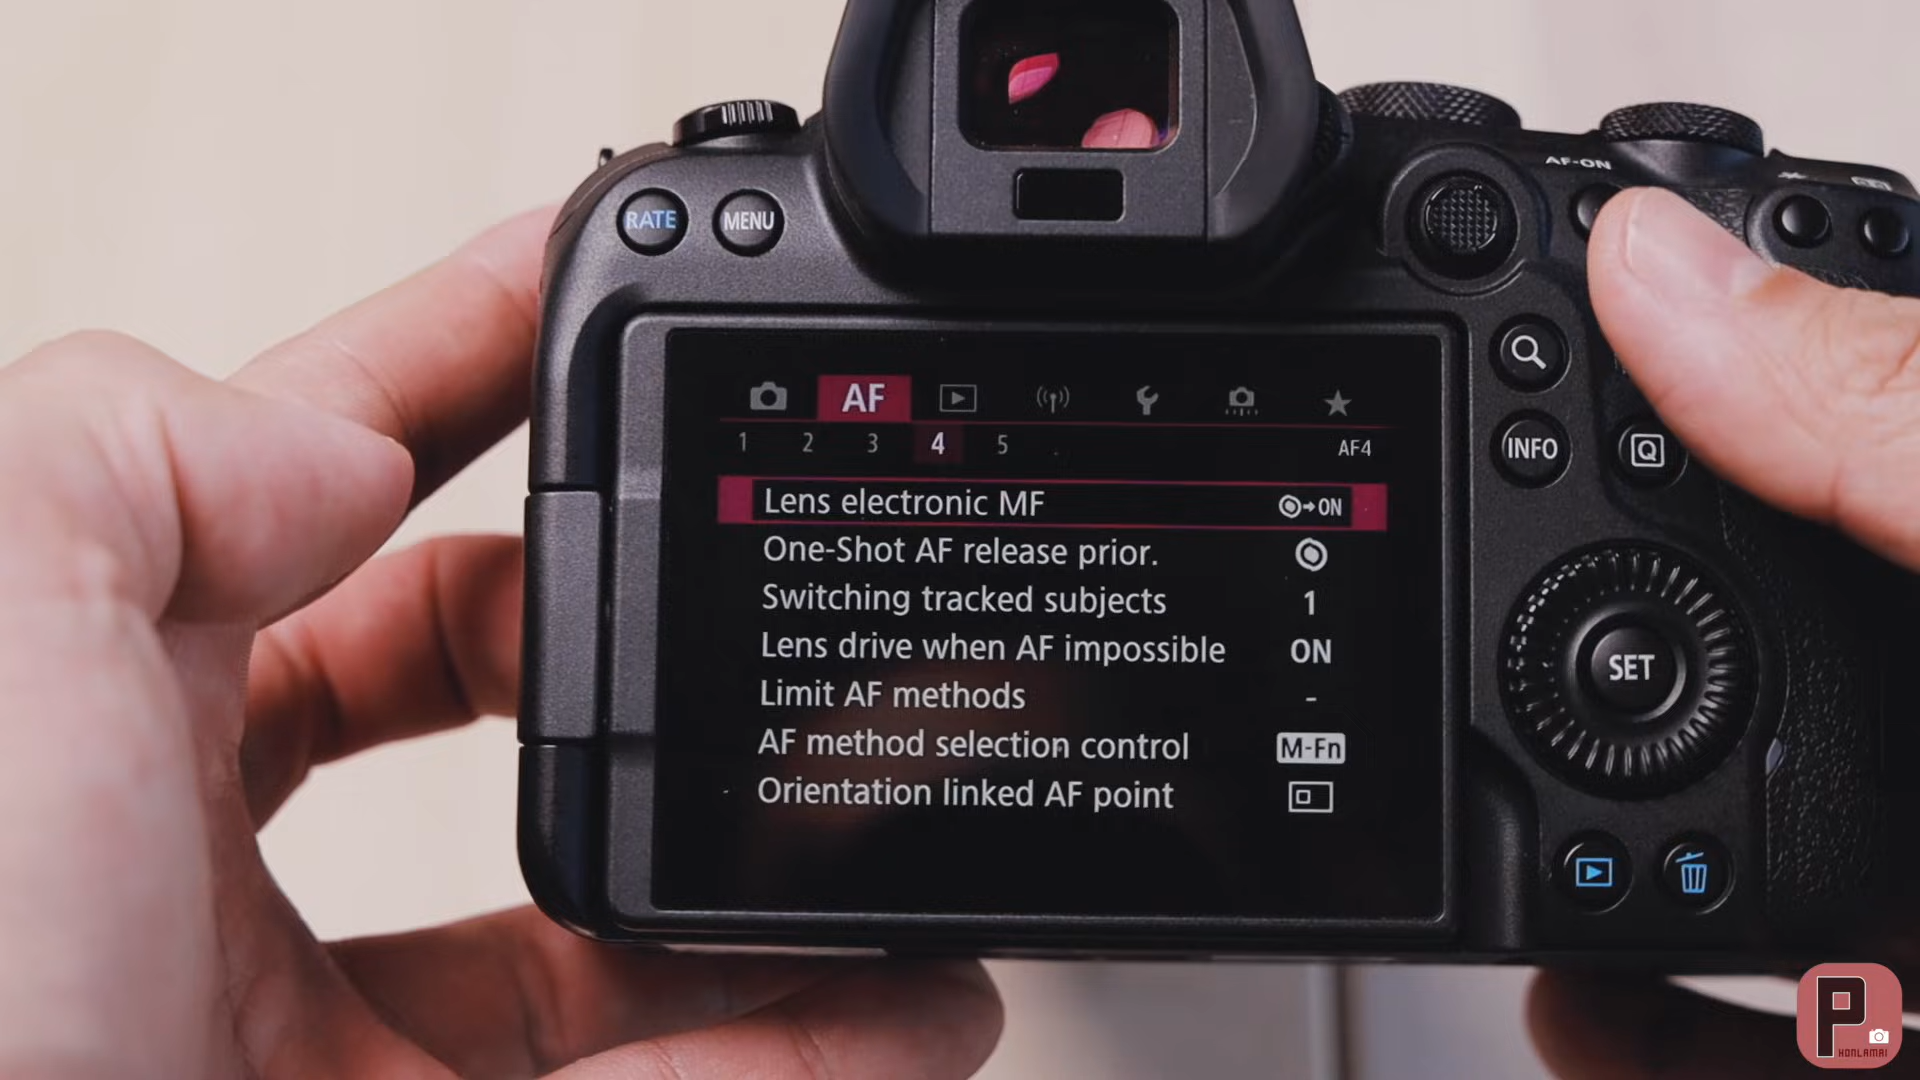 AF-ON
RATE MENU
AF
1 2 3 4 5 AF4
Lens electronic MF ON
One-Shot AF release prior.
Switching tracked subjects 1
Lens drive when AF impossible ON
Limit AF methods -
AF method selection control M-Fn
Orientation linked AF point
INFO
Q
SET
P
HONLAMAI